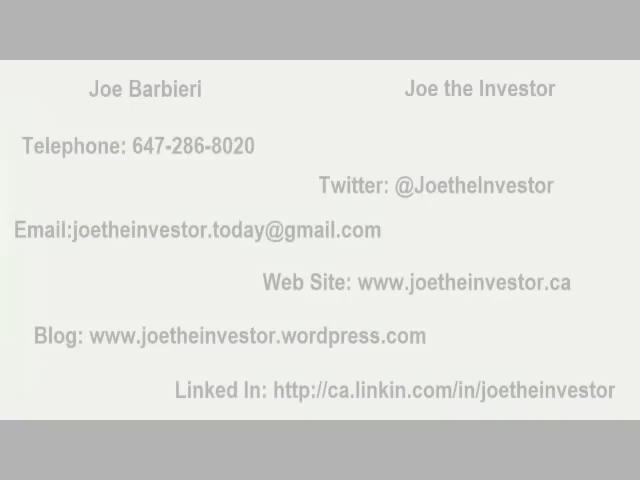 Joe Barbieri
Joe the Investor
Telephone: 647-286-8020
Twitter: @JoetheInvestor
Email:joetheinvestor.today@gmail.com
Web Site: www.joetheinvestor.ca
Blog: www.joetheinvestor.wordpress.com
Linked In: http://ca.linkin.com/in/joetheinvestor